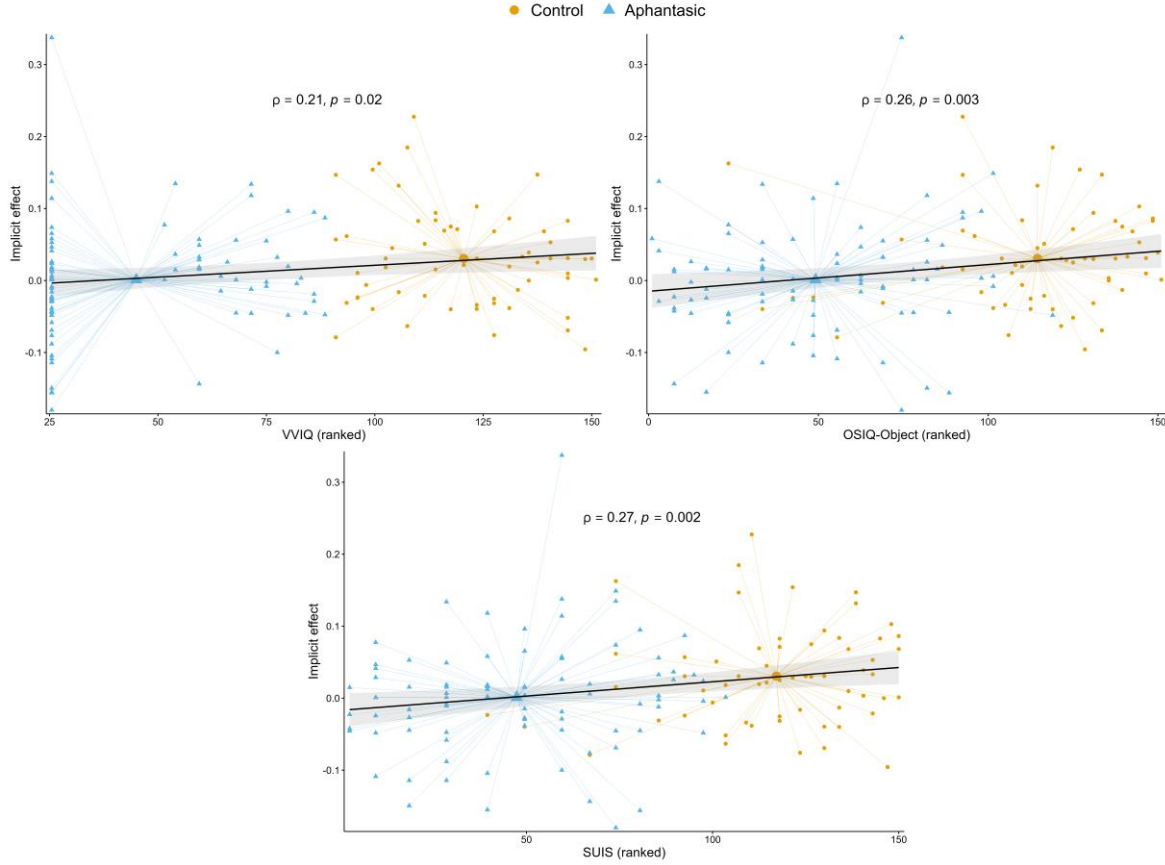 Control Aphantasic
0.3
0.2
0.1
0.0
-0.1
Implicit effect
ρ = 0.21, p = 0.02
25 50 75 100 125 150
VVIQ (ranked)
0.3
0.2
0.1
0.0
-0.1
Implicit effect
ρ = 0.26, p = 0.003
0 50 100 150
OSIQ-Object (ranked)
0.3
0.2
0.1
0.0
-0.1
Implicit effect
ρ = 0.27, p = 0.002
50 100 150
SUIS (ranked)